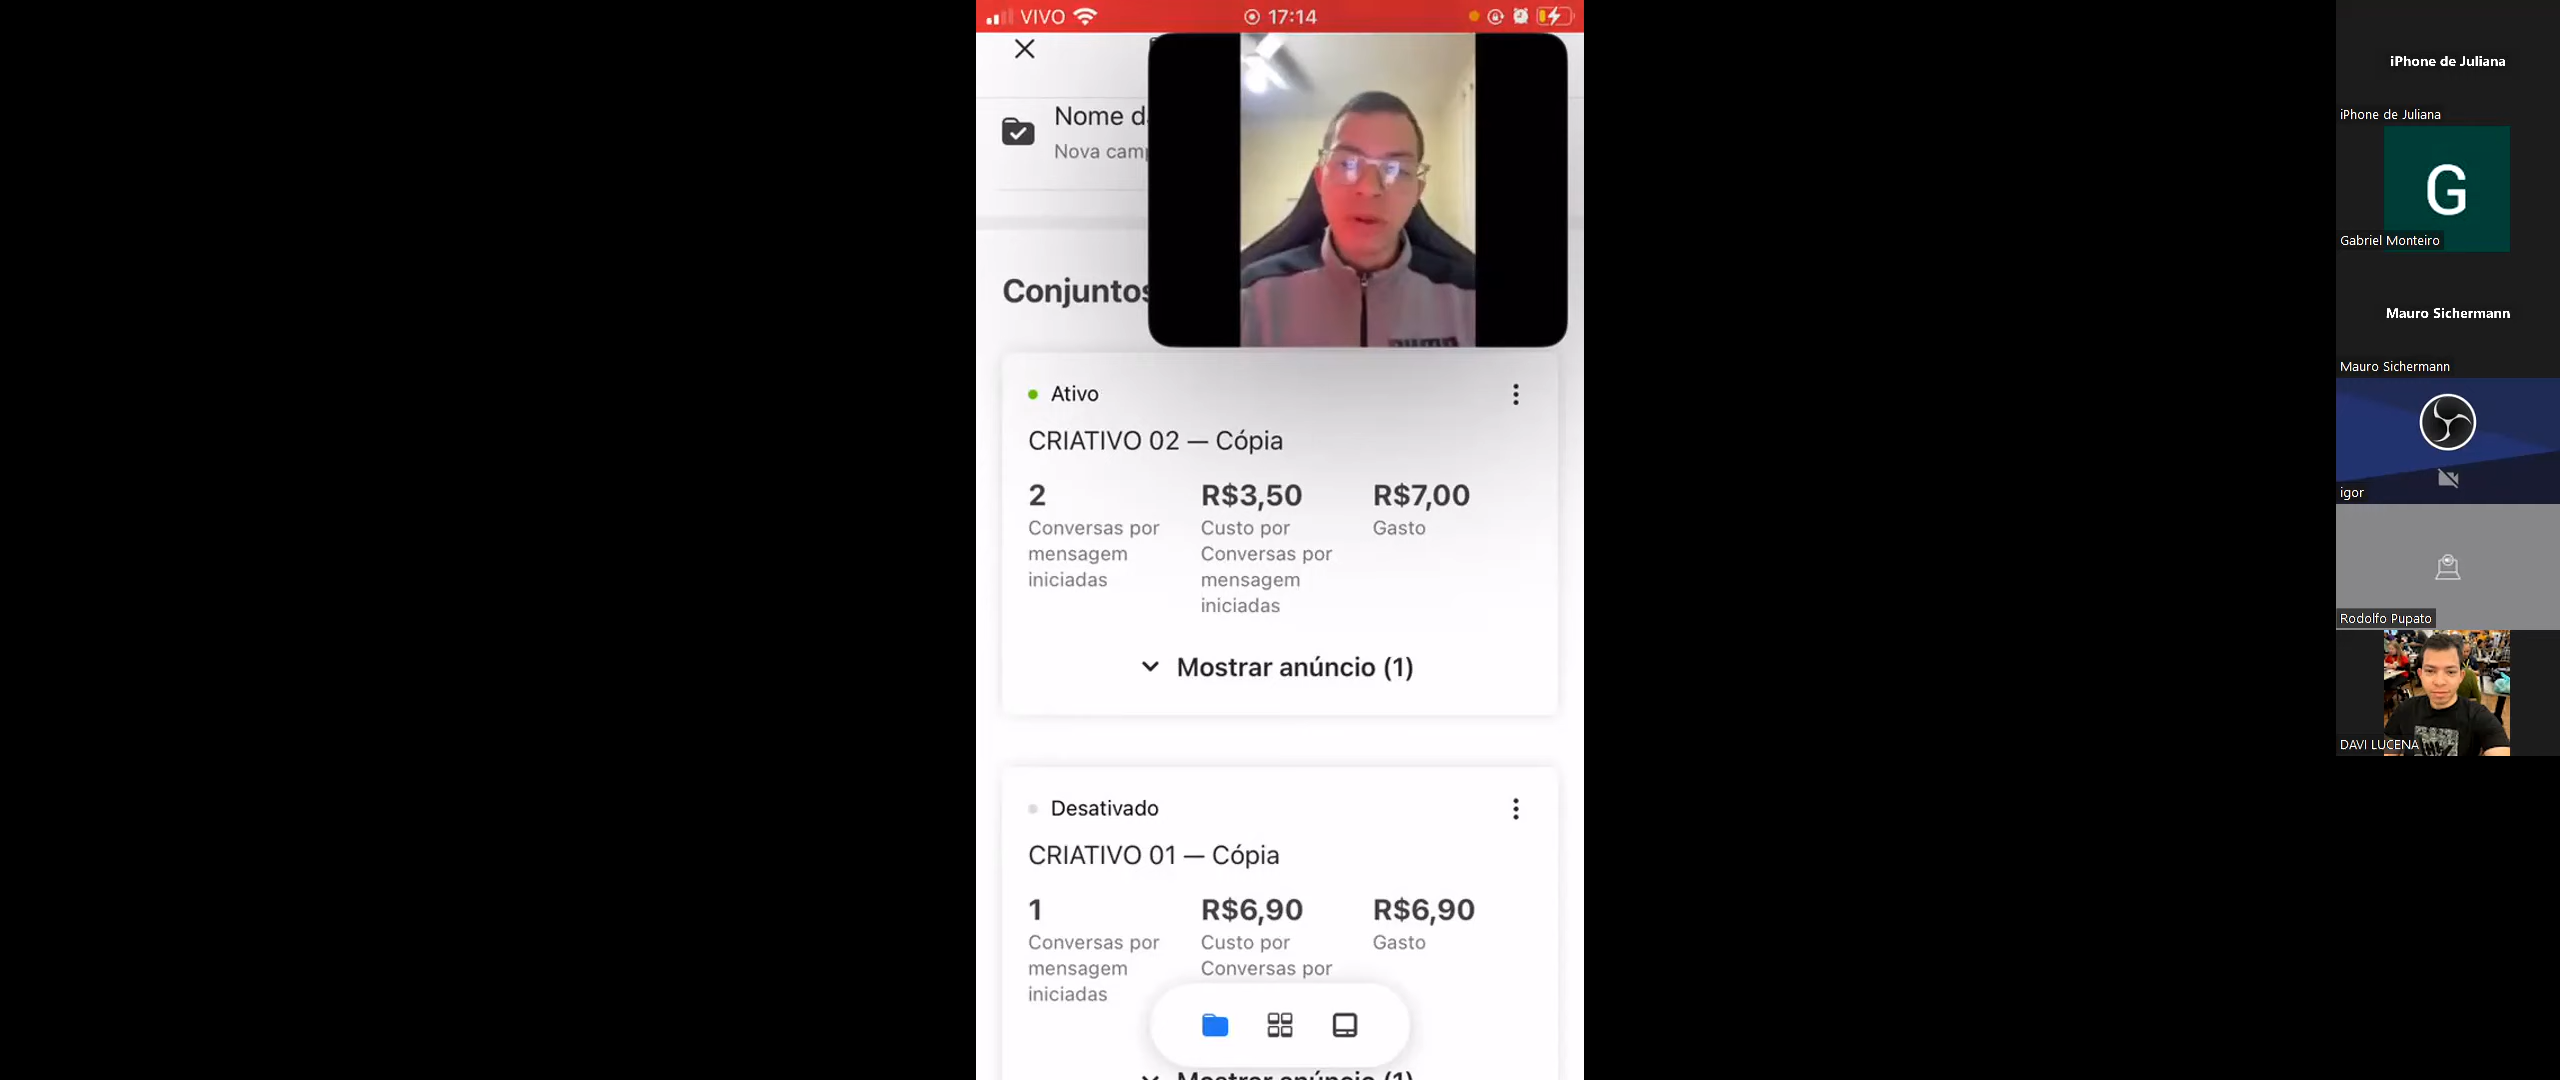 VIVO
17:14
Nome d
Nova camp
Conjuntos
Ativo
CRIATIVO 02 — Cópia
2
R$3,50
R$7,00
Conversas por mensagem iniciadas
Custo por Conversas por mensagem iniciadas
Gasto
Mostrar anúncio (1)
Desativado
CRIATIVO 01 — Cópia
1
R$6,90
R$6,90
Conversas por mensagem iniciadas
Custo por Conversas por
Gasto
Mostrar anúncio (1)
iPhone de Juliana
iPhone de Juliana
G
Gabriel Monteiro
Mauro Sichermann
Mauro Sichermann
igor
Rodolfo Pupato
DAVI LUCENA